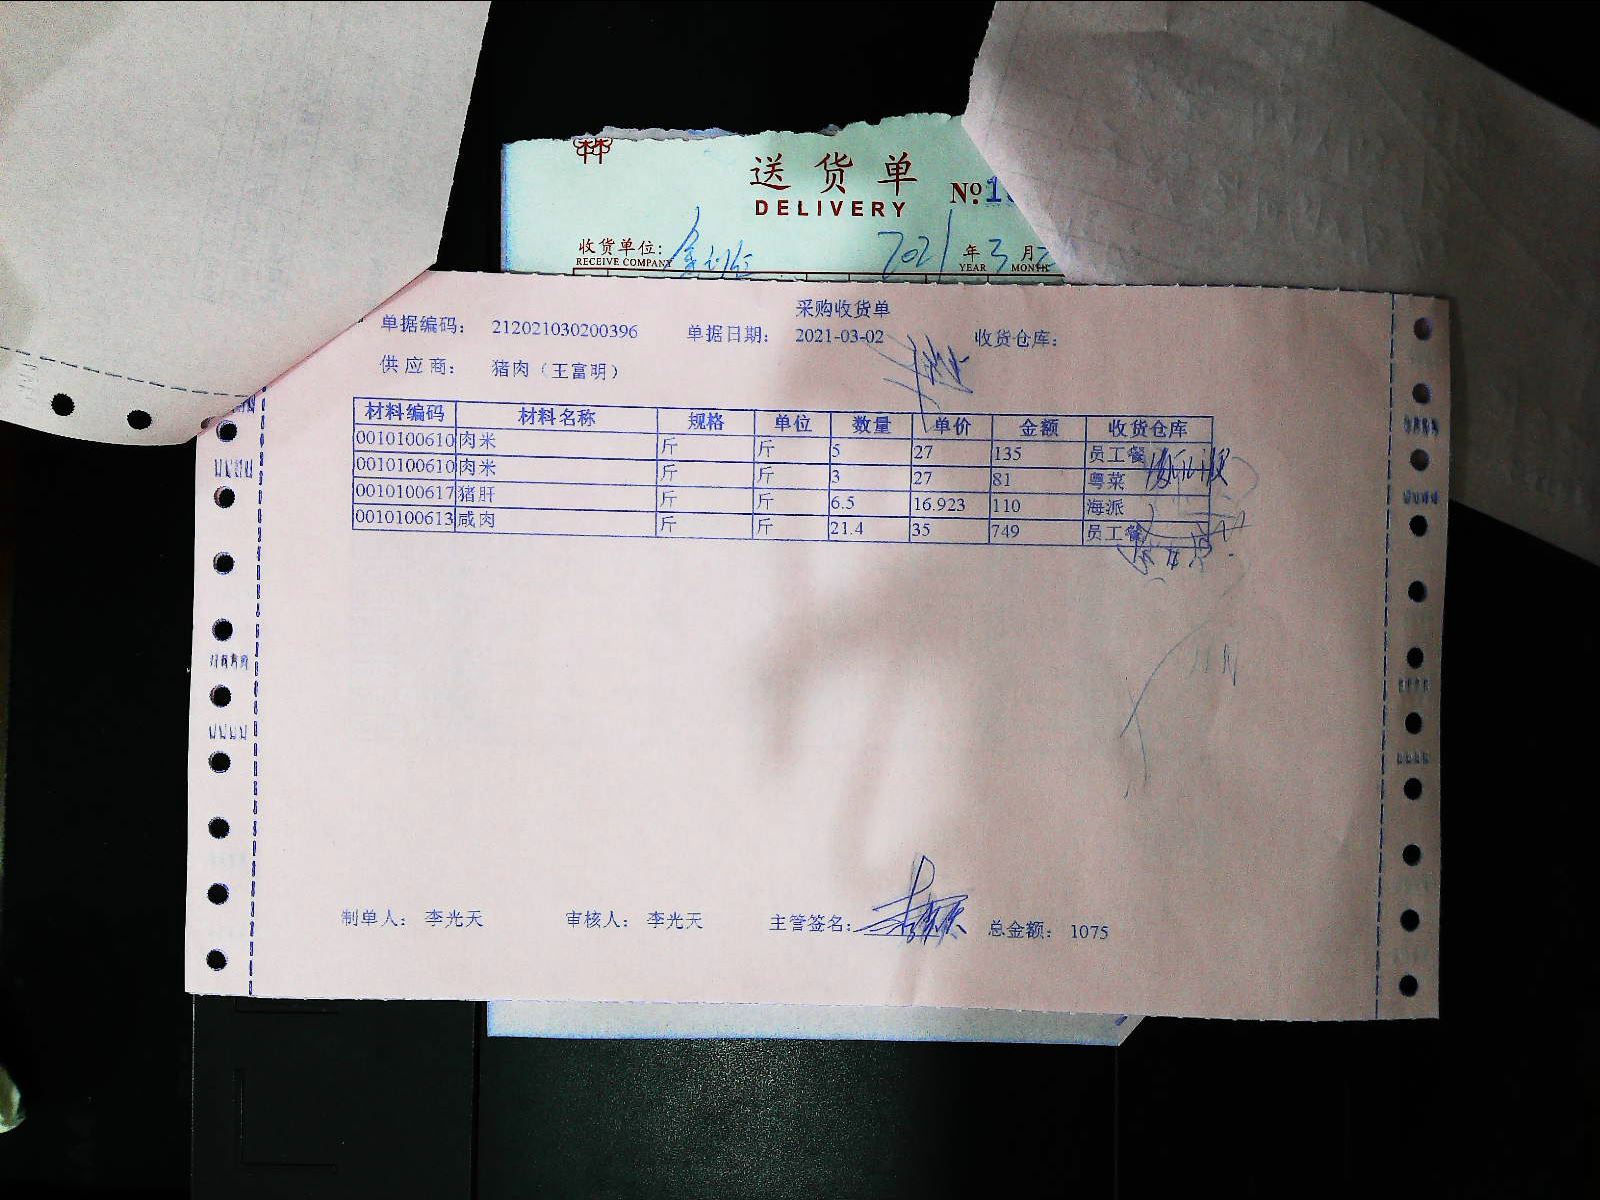 送货单
DELIVERY
№
收货单位:
RECEIVE COMPANY
2021 年 3 月
YEAR MONTH
采购收货单
单据编码: 212021030200396 单据日期: 2021-03-02 收货仓库:
供应商: 猪肉（王富明）
材料编码 材料名称 规格 单位 数量 单价 金额 收货仓库
0010100610 肉米 斤 斤 5 27 135 员工餐
0010100610 肉米 斤 斤 3 27 81 粤菜
0010100617 猪肝 斤 斤 6.5 16.923 110 海派
0010100613 咸肉 斤 斤 21.4 35 749 员工餐
制单人: 李光天 审核人: 李光天 主管签名: 总金额: 1075